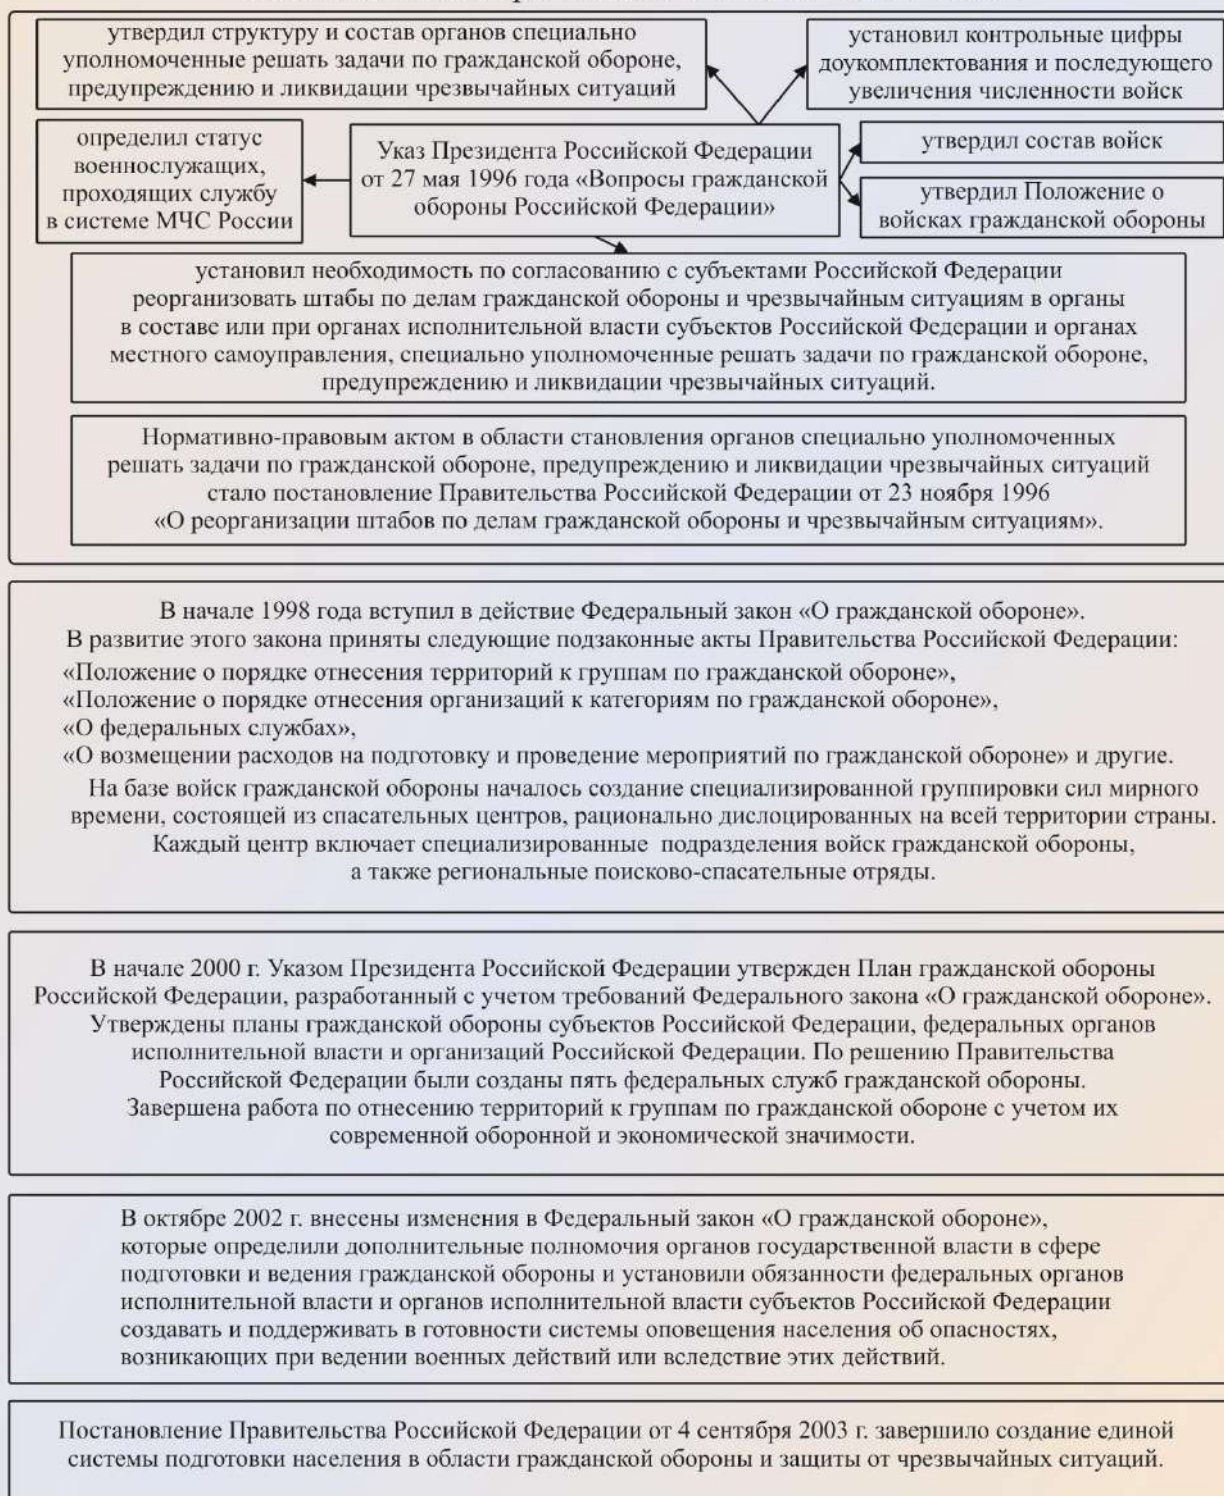 утвердил структуру и состав органов специально
уполномоченные решать задачи по гражданской обороне,
предупреждению и ликвидации чрезвычайных ситуаций
установил контрольные цифры
доукомплектования и последующего
увеличения численности войск
определил статус
военнослужащих,
проходящих службу
в системе МЧС России
Указ Президента Российской Федерации
от 27 мая 1996 года «Вопросы гражданской
обороны Российской Федерации»
утвердил состав войск
утвердил Положение о
войсках гражданской обороны
установил необходимость по согласованию с субъектами Российской Федерации
реорганизовать штабы по делам гражданской обороны и чрезвычайным ситуациям в органы
в составе или при органах исполнительной власти субъектов Российской Федерации и органах
местного самоуправления, специально уполномоченные решать задачи по гражданской обороне,
предупреждению и ликвидации чрезвычайных ситуаций.
Нормативно-правовым актом в области становления органов специально уполномоченных
решать задачи по гражданской обороне, предупреждению и ликвидации чрезвычайных ситуаций
стало постановление Правительства Российской Федерации от 23 ноября 1996
«О реорганизации штабов по делам гражданской обороны и чрезвычайным ситуациям».
В начале 1998 года вступил в действие Федеральный закон «О гражданской обороне».
В развитие этого закона приняты следующие подзаконные акты Правительства Российской Федерации:
«Положение о порядке отнесения территорий к группам по гражданской обороне»,
«Положение о порядке отнесения организаций к категориям по гражданской обороне»,
«О федеральных службах»,
«О возмещении расходов на подготовку и проведение мероприятий по гражданской обороне» и другие.
На базе войск гражданской обороны началось создание специализированной группировки сил мирного
времени, состоящей из спасательных центров, рационально дислоцированных на всей территории страны.
Каждый центр включает специализированные подразделения войск гражданской обороны,
а также региональные поисково-спасательные отряды.
В начале 2000 г. Указом Президента Российской Федерации утвержден План гражданской обороны
Российской Федерации, разработанный с учетом требований Федерального закона «О гражданской обороне».
Утверждены планы гражданской обороны субъектов Российской Федерации, федеральных органов
исполнительной власти и организаций Российской Федерации. По решению Правительства
Российской Федерации были созданы пять федеральных служб гражданской обороны.
Завершена работа по отнесению территорий к группам по гражданской обороне с учетом их
современной оборонной и экономической значимости.
В октябре 2002 г. внесены изменения в Федеральный закон «О гражданской обороне»,
которые определили дополнительные полномочия органов государственной власти в сфере
подготовки и ведения гражданской обороны и установили обязанности федеральных органов
исполнительной власти и органов исполнительной власти субъектов Российской Федерации
создавать и поддерживать в готовности системы оповещения населения об опасностях,
возникающих при ведении военных действий или вследствие этих действий.
Постановление Правительства Российской Федерации от 4 сентября 2003 г. завершило создание единой
системы подготовки населения в области гражданской обороны и защиты от чрезвычайных ситуаций.